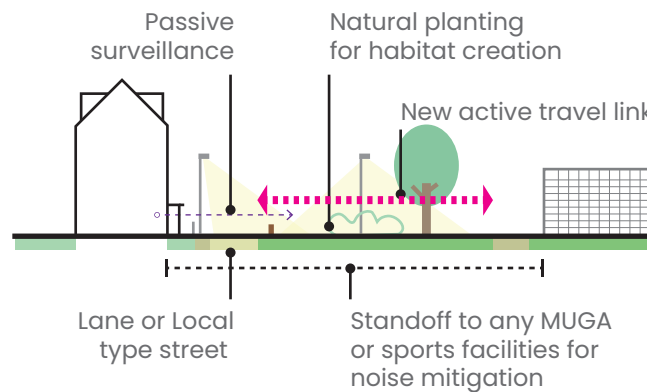 Passive
surveillance
Natural planting
for habitat creation
New active travel link
Lane or Local
type street
Standoff to any MUGA
or sports facilities for
noise mitigation